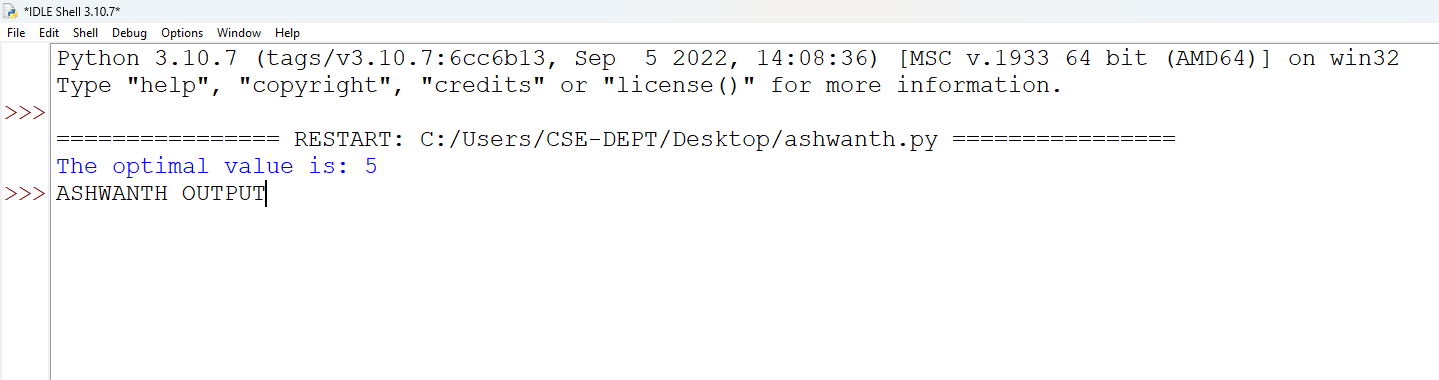 *IDLE Shell 3.10.7*
File Edit Shell Debug Options Window Help
Python 3.10.7 (tags/v3.10.7:6cc6b13, Sep  5 2022, 14:08:36) [MSC v.1933 64 bit (AMD64)] on win32
Type "help", "copyright", "credits" or "license()" for more information.
>>>
================ RESTART: C:/Users/CSE-DEPT/Desktop/ashwanth.py ================
The optimal value is: 5
>>> ASHWANTH OUTPUT